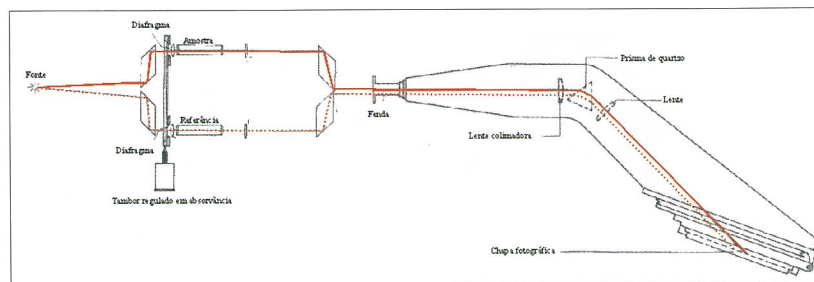 Diafragma
Amostra
Fonte
Referência
Diafragma
Tambor regulado em absorvância
Fenda
Prisma de quartzo
Lente
Lente colimadora
Chapa fotográfica